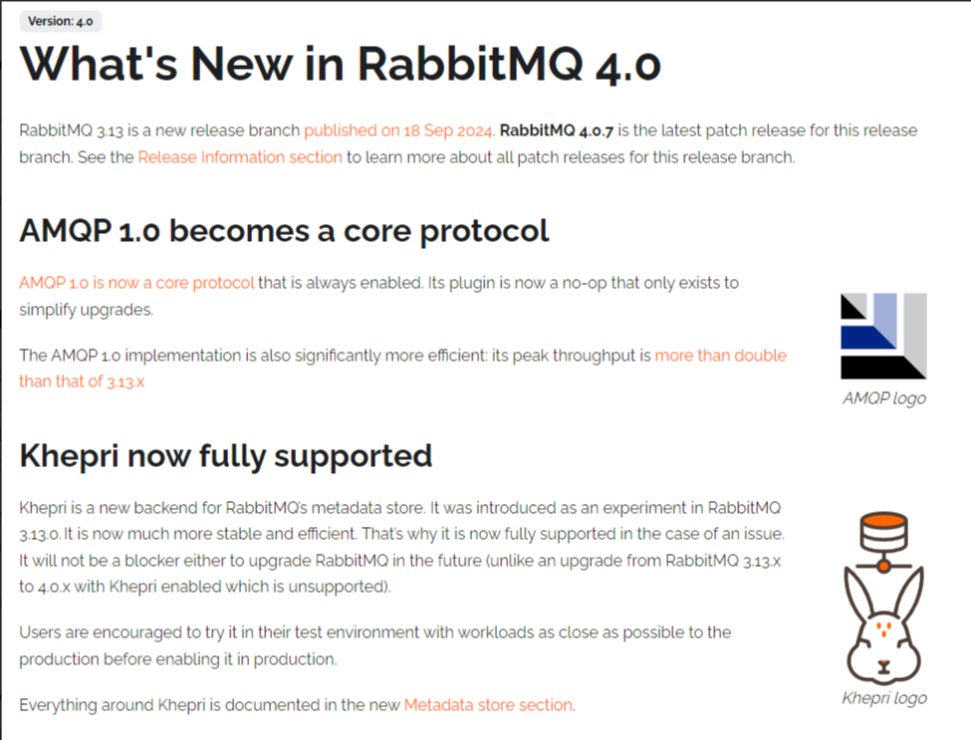 Version: 4.0
What's New in RabbitMQ 4.0
RabbitMQ 3.13 is a new release branch published on 18 Sep 2024. RabbitMQ 4.0.7 is the latest patch release for this release
branch. See the Release Information section to learn more about all patch releases for this release branch.
AMQP 1.0 becomes a core protocol
AMQP 1.0 is now a core protocol that is always enabled. Its plugin is now a no-op that only exists to
simplify upgrades.
The AMQP 1.0 implementation is also significantly more efficient: its peak throughput is more than double
than that of 3.13.x
AMQP logo
Khepri now fully supported
Khepri is a new backend for RabbitMQ's metadata store. It was introduced as an experiment in RabbitMQ
3.13.0. It is now much more stable and efficient. That's why it is now fully supported in the case of an issue.
It will not be a blocker either to upgrade RabbitMQ in the future (unlike an upgrade from RabbitMQ 3.13.x
to 4.0.x with Khepri enabled which is unsupported).
Users are encouraged to try it in their test environment with workloads as close as possible to the
production before enabling it in production.
Everything around Khepri is documented in the new Metadata store section.
Khepri logo